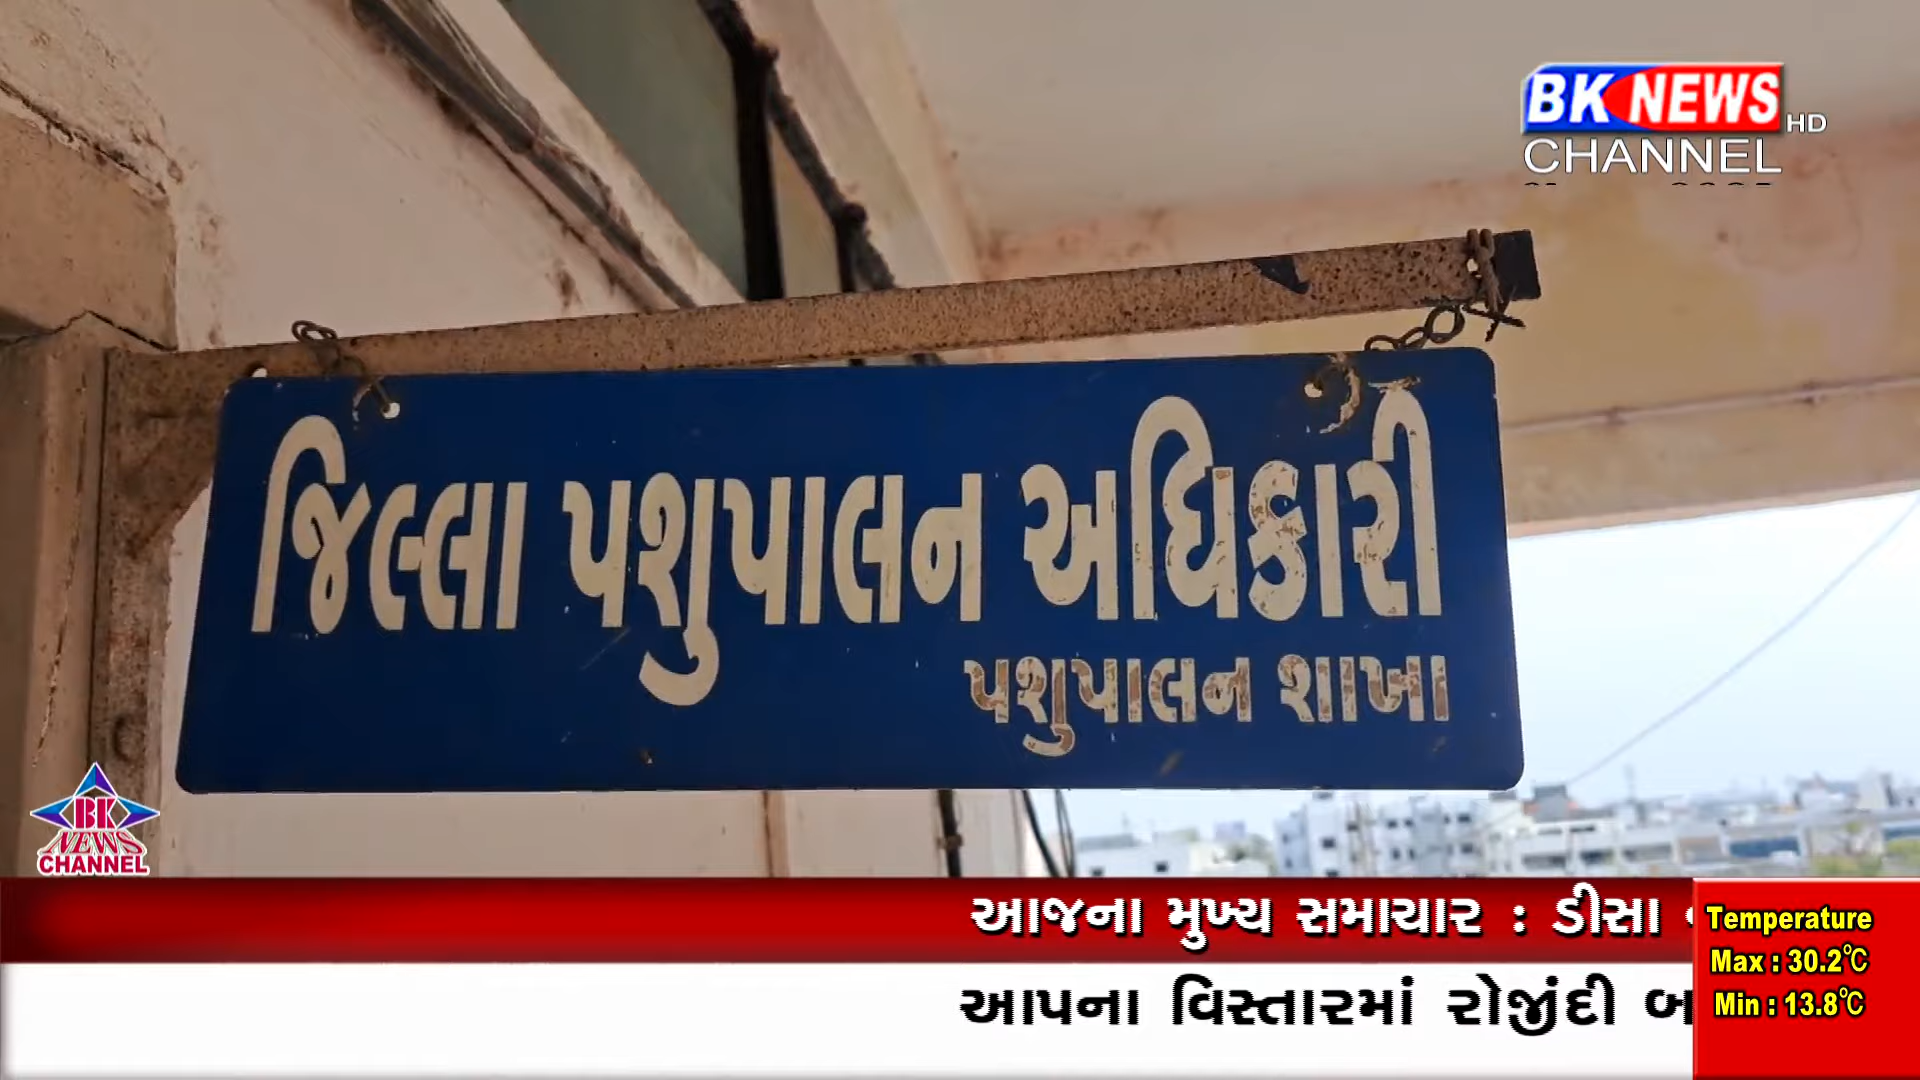 BK NEWS HD
CHANNEL
જિલ્લા પશુપાલન અધિકારી
પશુપાલન શાખા
BK
NEWS
CHANNEL
આજના મુખ્ય સમાચાર : ડીસા
આપના વિસ્તારમાં રોજીંદી
Temperature
Max : 30.2℃
Min : 13.8℃